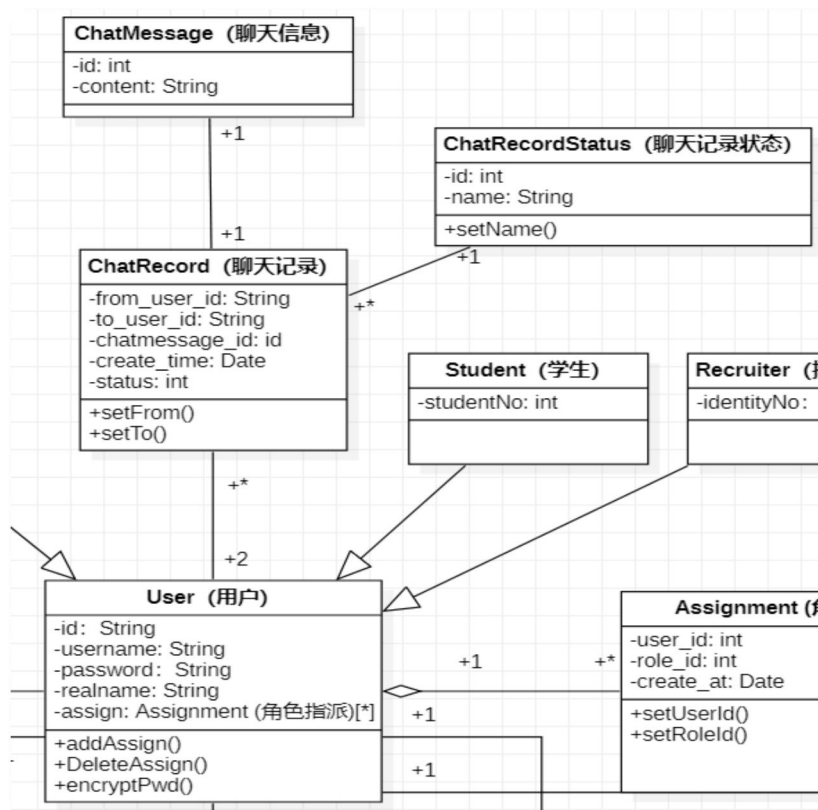 ChatMessage (聊天信息)
-id: int
-content: String
+1
+1
ChatRecordStatus (聊天记录状态)
-id: int
-name: String
+setName()
+1
+*
ChatRecord (聊天记录)
-from_user_id: String
-to_user_id: String
-chatmessage_id: id
-create_time: Date
-status: int
+setFrom()
+setTo()
+*
+2
Student (学生)
-studentNo: int
Recruiter (
-identityNo:
User (用户)
-id: String
-username: String
-password: String
-realname: String
-assign: Assignment (角色指派)[*]
+addAssign()
+DeleteAssign()
+encryptPwd()
+1
+*
+1
+1
Assignment (
-user_id: int
-role_id: int
-create_at: Date
+setUserId()
+setRoleId()